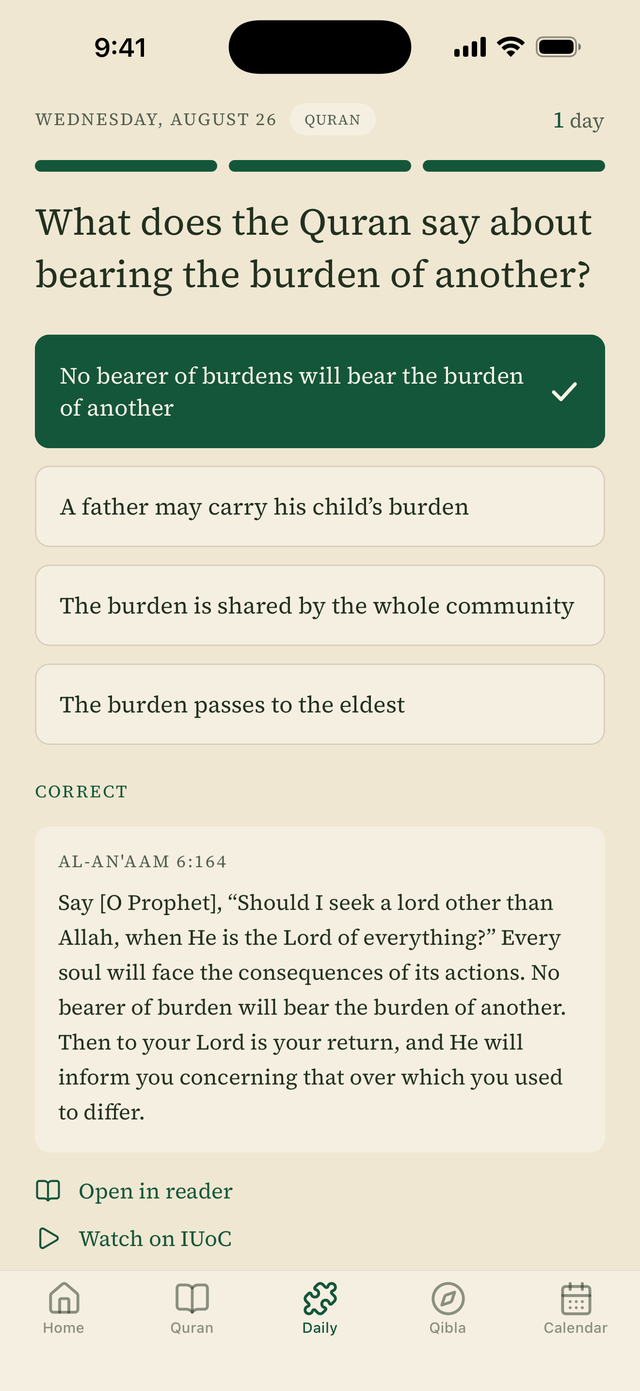 9:41
WEDNESDAY, AUGUST 26 QURAN 1 day
What does the Quran say about
bearing the burden of another?
No bearer of burdens will bear the burden
of another
A father may carry his child’s burden
The burden is shared by the whole community
The burden passes to the eldest
CORRECT
AL-AN'AAM 6:164
Say [O Prophet], “Should I seek a lord other than
Allah, when He is the Lord of everything?” Every
soul will face the consequences of its actions. No
bearer of burden will bear the burden of another.
Then to your Lord is your return, and He will
inform you concerning that over which you used
to differ.
Open in reader
Watch on IUoC
Home Quran Daily Qibla Calendar